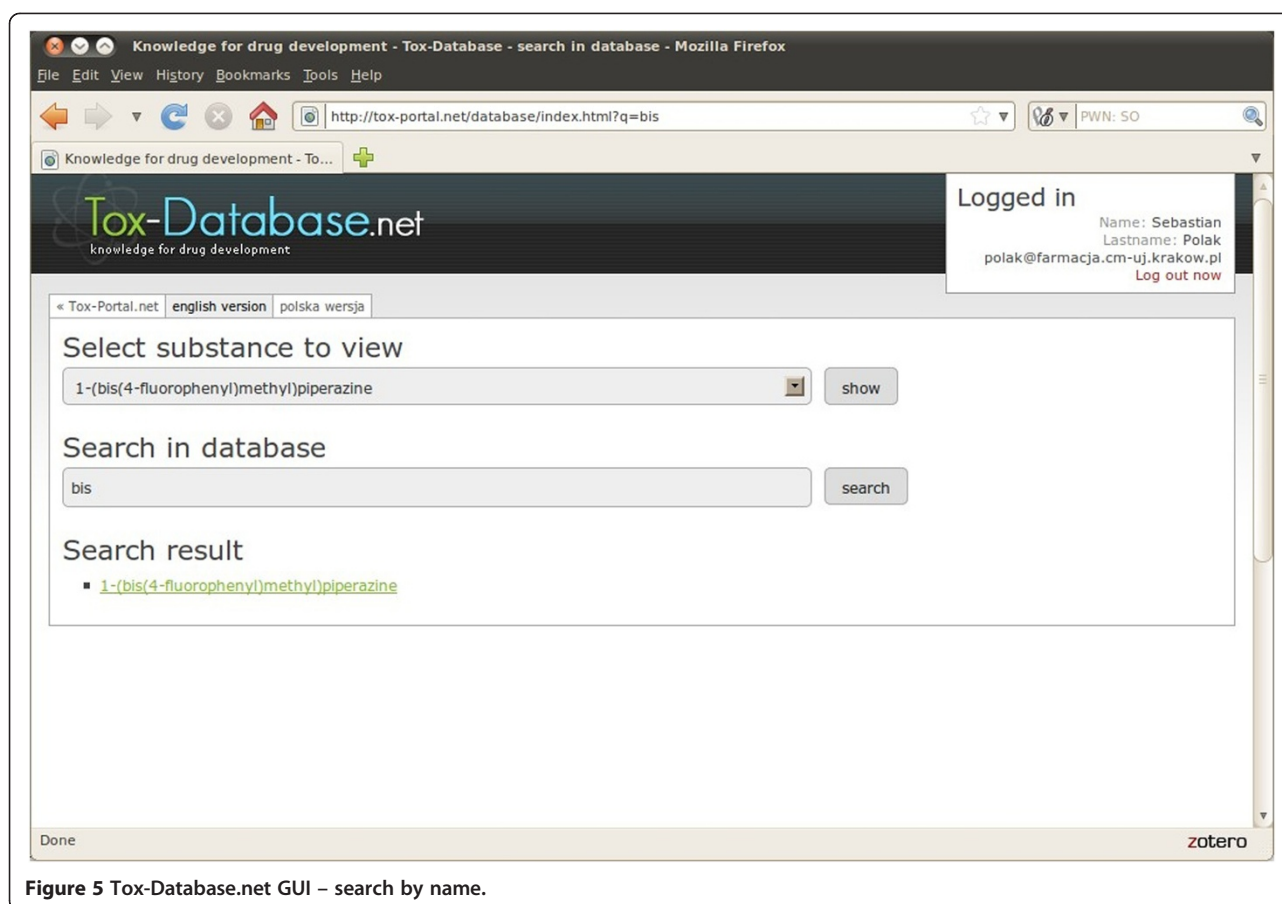 Knowledge for drug development - Tox-Database - search in database - Mozilla Firefox
File Edit View History Bookmarks Tools Help
http://tox-portal.net/database/index.html?q=bis
PWN: SO
Knowledge for drug development - To...
Tox-Database.net
knowledge for drug development
Logged in
Name: Sebastian
Lastname: Polak
polak@farmacja.cm-uj.krakow.pl
Log out now
« Tox-Portal.net english version polska wersja
Select substance to view
1-(bis(4-fluorophenyl)methyl)piperazine show
Search in database
bis search
Search result
1-(bis(4-fluorophenyl)methyl)piperazine
Done zotero
Figure 5 Tox-Database.net GUI – search by name.